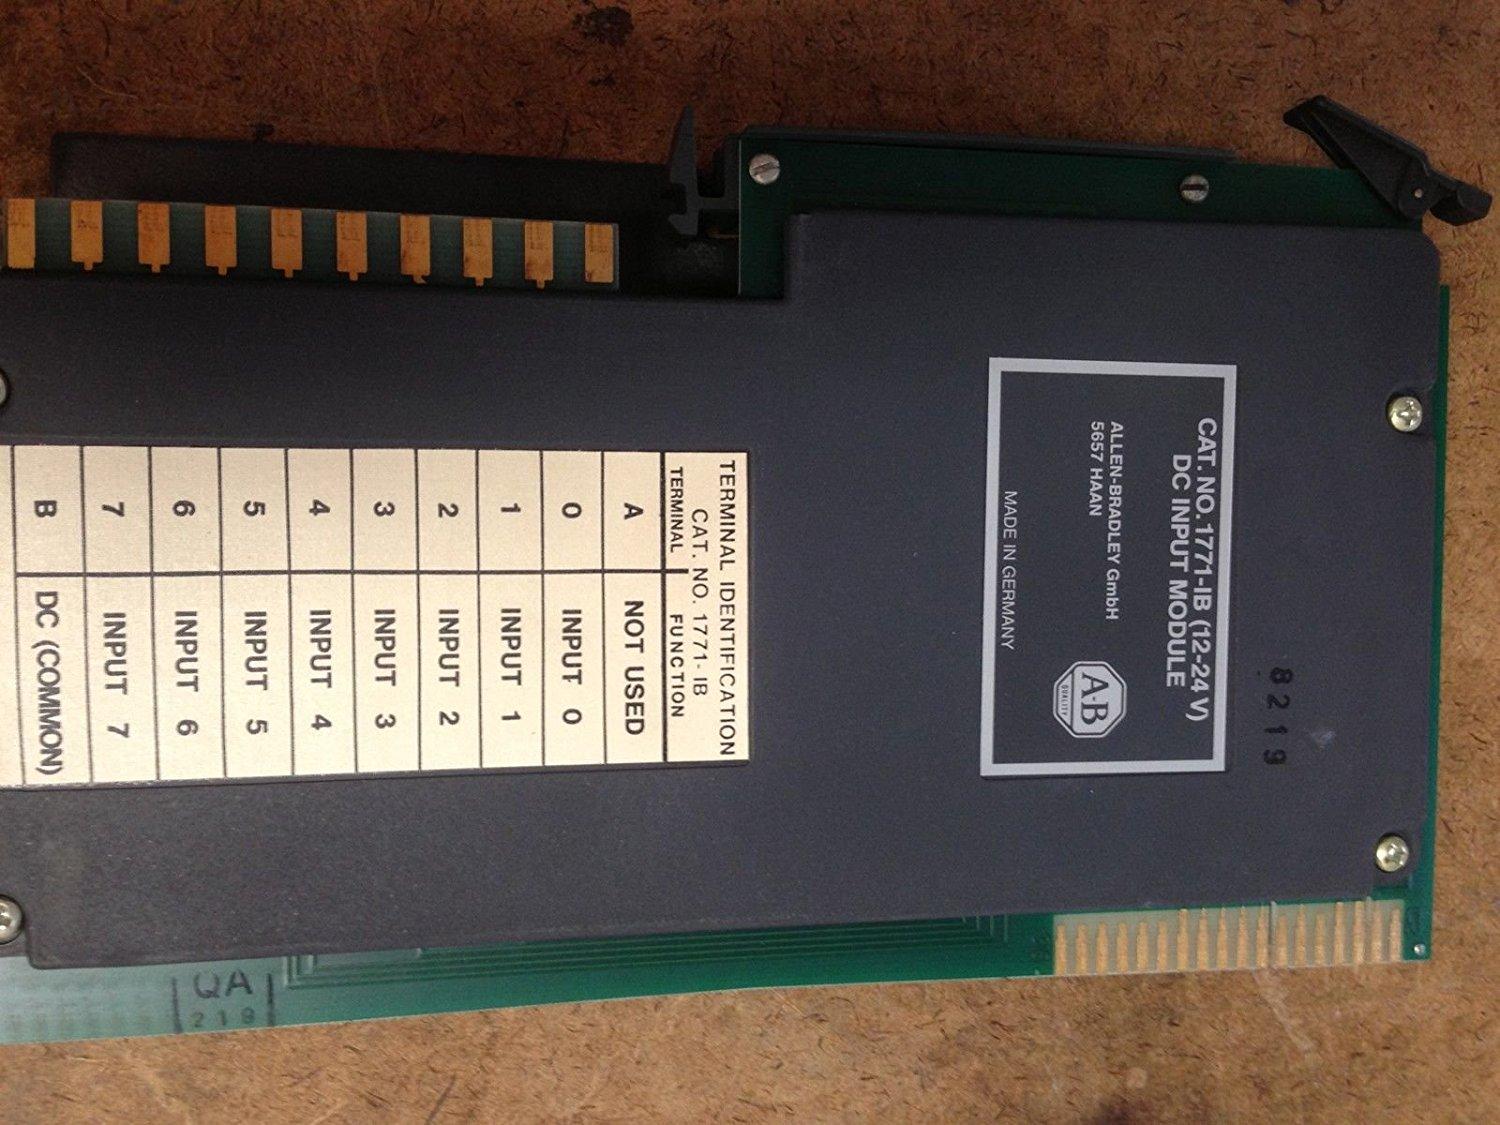 CAT. NO. 1771-IB (12-24 V)
DC INPUT MODULE
ALLEN-BRADLEY GmbH
5657 HAAN
A-B
QUALITY
MADE IN GERMANY
8219
TERMINAL IDENTIFICATION
CAT. NO. 1771-IB
TERMINAL FUNCTION
A NOT USED
0 INPUT 0
1 INPUT 1
2 INPUT 2
3 INPUT 3
4 INPUT 4
5 INPUT 5
6 INPUT 6
7 INPUT 7
B DC (COMMON)
QA
219